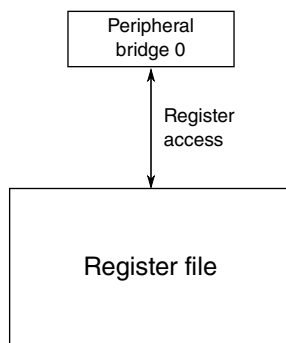 Peripheral
bridge 0
Register
access
Register file